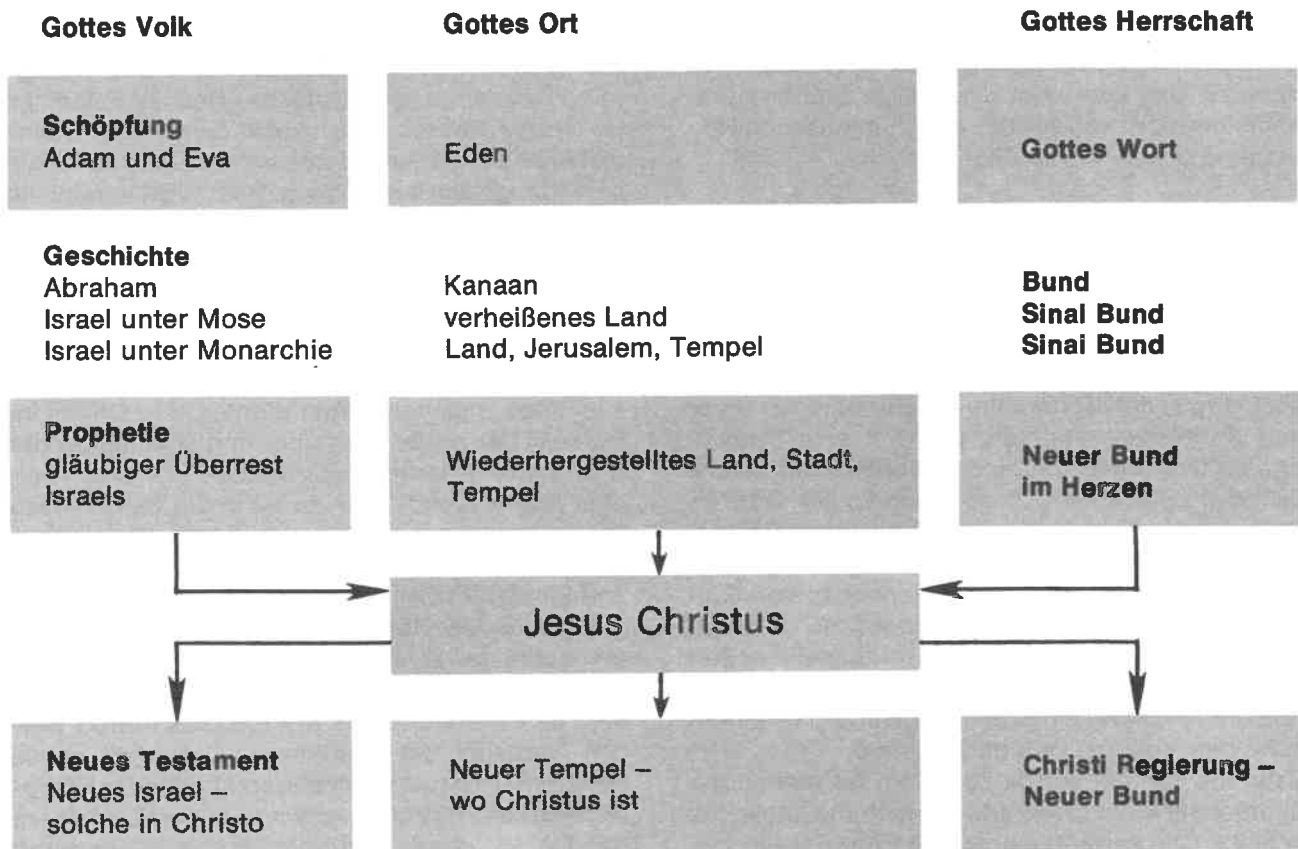 Gottes Volk
Gottes Ort
Gottes Herrschaft
Schöpfung
Adam und Eva
Eden
Gottes Wort
Geschichte
Abraham
Israel unter Mose
Israel unter Monarchie
Kanaan
verheißenes Land
Land, Jerusalem, Tempel
Bund
Sinai Bund
Sinai Bund
Prophetie
gläubiger Überrest
Israels
Wiederhergestelltes Land, Stadt,
Tempel
Neuer Bund
im Herzen
Jesus Christus
Neues Testament
Neues Israel –
solche in Christo
Neuer Tempel –
wo Christus ist
Christi Regierung –
Neuer Bund